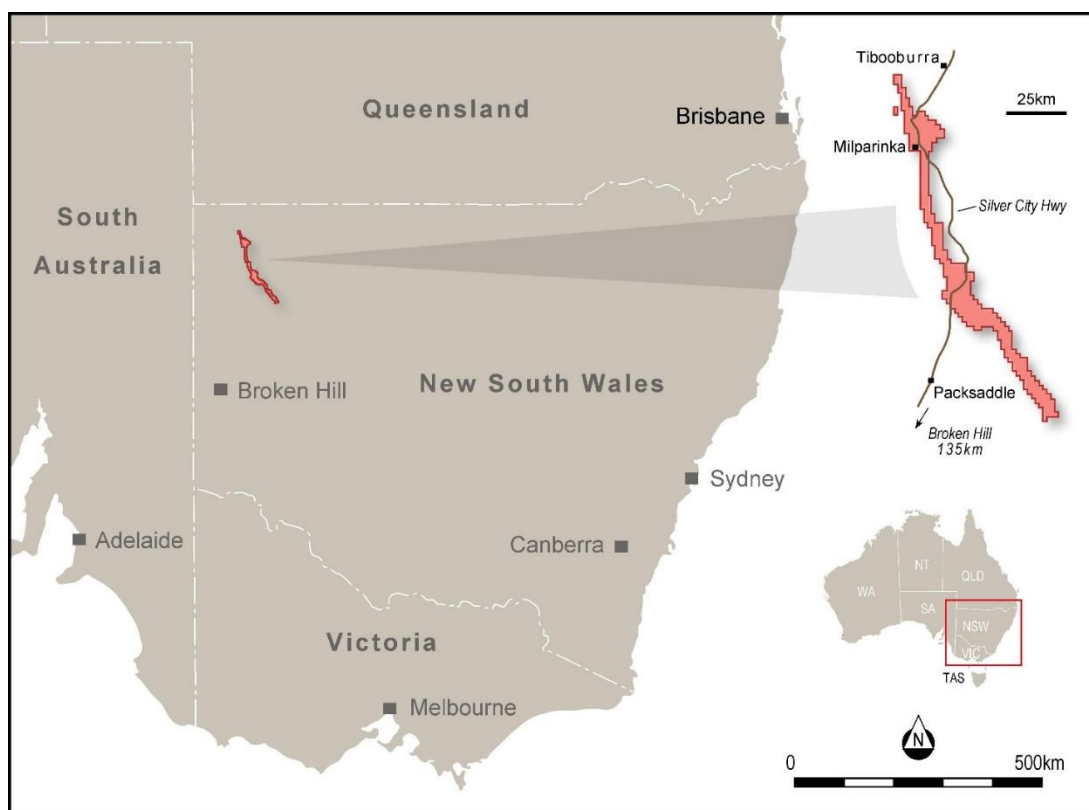 Queensland
Brisbane
South
Australia
Broken Hill
New South Wales
Sydney
Adelaide
Canberra
Victoria
Melbourne
Tibooburra
25km
Milparinka
Silver City Hwy
Packsaddle
Broken Hill
135km
NT
QLD
WA
SA
NSW
VIC
TAS
N
0
500km